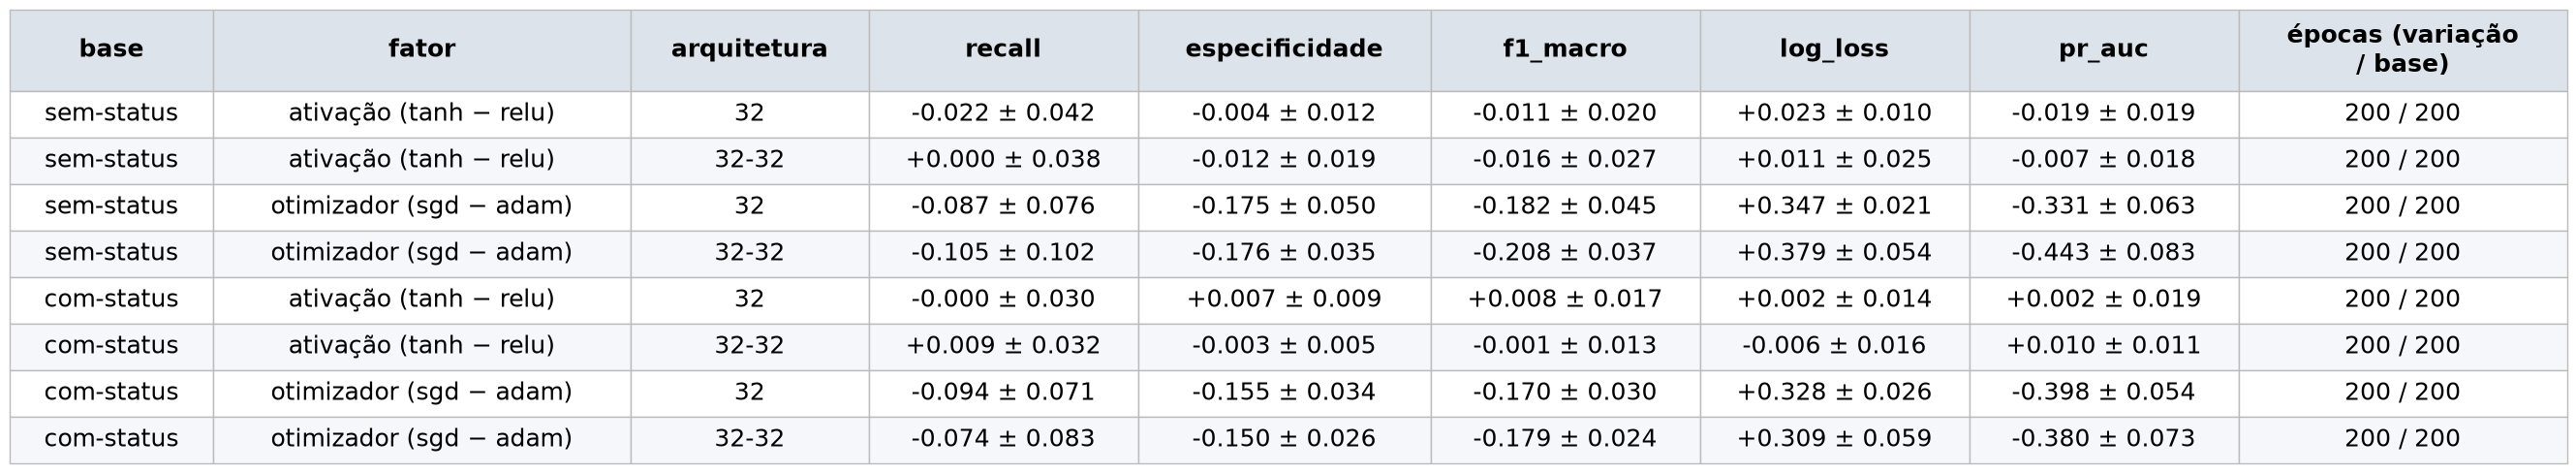 base fator arquitetura recall especificidade f1_macro log_loss pr_auc épocas (variação
/ base)
sem-status ativação (tanh − relu) 32 -0.022 ± 0.042 -0.004 ± 0.012 -0.011 ± 0.020 +0.023 ± 0.010 -0.019 ± 0.019 200 / 200
sem-status ativação (tanh − relu) 32-32 +0.000 ± 0.038 -0.012 ± 0.019 -0.016 ± 0.027 +0.011 ± 0.025 -0.007 ± 0.018 200 / 200
sem-status otimizador (sgd − adam) 32 -0.087 ± 0.076 -0.175 ± 0.050 -0.182 ± 0.045 +0.347 ± 0.021 -0.331 ± 0.063 200 / 200
sem-status otimizador (sgd − adam) 32-32 -0.105 ± 0.102 -0.176 ± 0.035 -0.208 ± 0.037 +0.379 ± 0.054 -0.443 ± 0.083 200 / 200
com-status ativação (tanh − relu) 32 -0.000 ± 0.030 +0.007 ± 0.009 +0.008 ± 0.017 +0.002 ± 0.014 +0.002 ± 0.019 200 / 200
com-status ativação (tanh − relu) 32-32 +0.009 ± 0.032 -0.003 ± 0.005 -0.001 ± 0.013 -0.006 ± 0.016 +0.010 ± 0.011 200 / 200
com-status otimizador (sgd − adam) 32 -0.094 ± 0.071 -0.155 ± 0.034 -0.170 ± 0.030 +0.328 ± 0.026 -0.398 ± 0.054 200 / 200
com-status otimizador (sgd − adam) 32-32 -0.074 ± 0.083 -0.150 ± 0.026 -0.179 ± 0.024 +0.309 ± 0.059 -0.380 ± 0.073 200 / 200